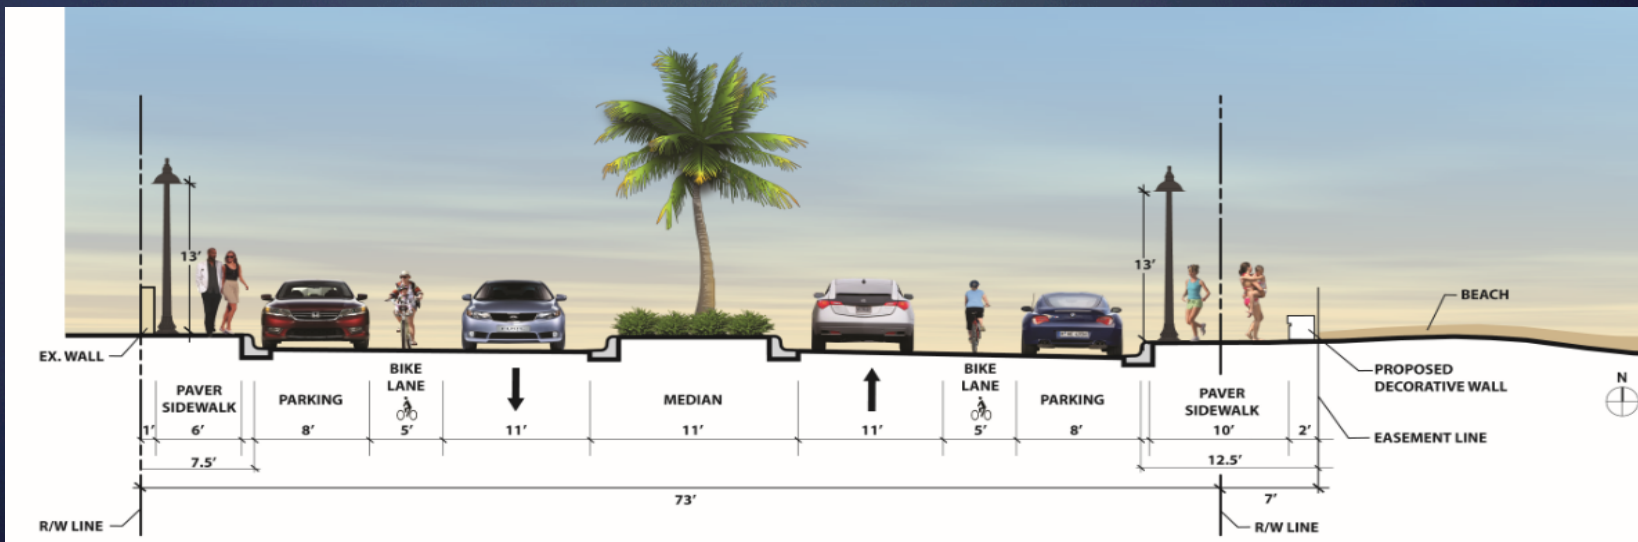 13'
13'
BEACH
EX. WALL
PROPOSED
DECORATIVE WALL
N
PAVER
SIDEWALK
PARKING
BIKE
LANE
MEDIAN
BIKE
LANE
PARKING
PAVER
SIDEWALK
1' 6' 8' 5' 11' 11' 11' 5' 8' 10' 2'
EASEMENT LINE
7.5' 12.5'
73' 7'
R/W LINE R/W LINE